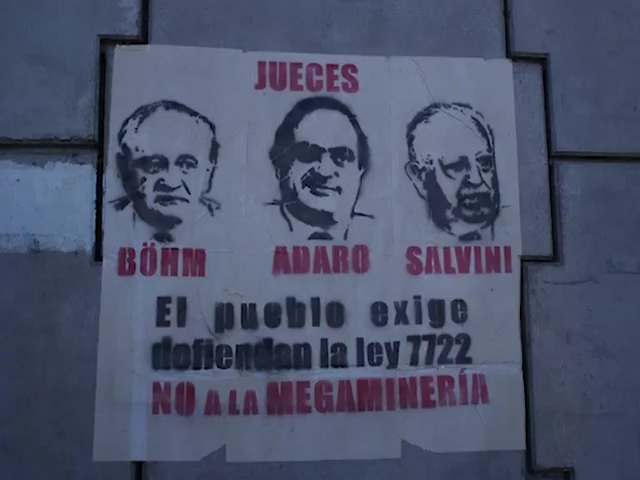 JUECES
BÖHM ADARO SALVINI
El pueblo exige
defiendan la ley 7722
NO A LA MEGAMINERÍA